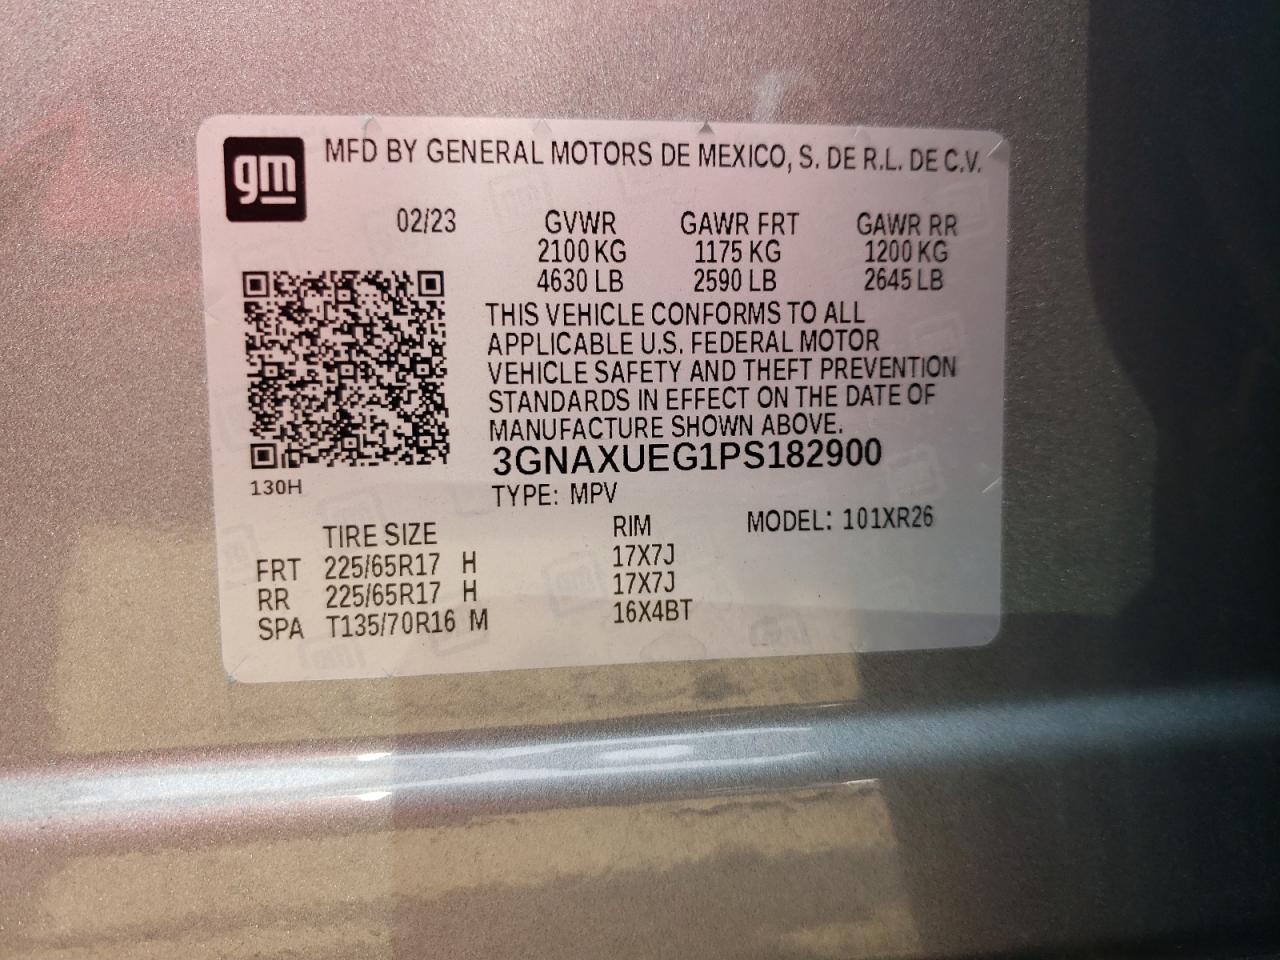 gm
MFD BY GENERAL MOTORS DE MEXICO, S. DE R.L. DE C.V.
02/23 GVWR GAWR FRT GAWR RR
2100 KG 1175 KG 1200 KG
4630 LB 2590 LB 2645 LB
THIS VEHICLE CONFORMS TO ALL
APPLICABLE U.S. FEDERAL MOTOR
VEHICLE SAFETY AND THEFT PREVENTION
STANDARDS IN EFFECT ON THE DATE OF
MANUFACTURE SHOWN ABOVE.
3GNAXUEG1PS182900
130H
TYPE: MPV
TIRE SIZE RIM MODEL: 101XR26
FRT 225/65R17 H 17X7J
RR 225/65R17 H 17X7J
SPA T135/70R16 M 16X4BT